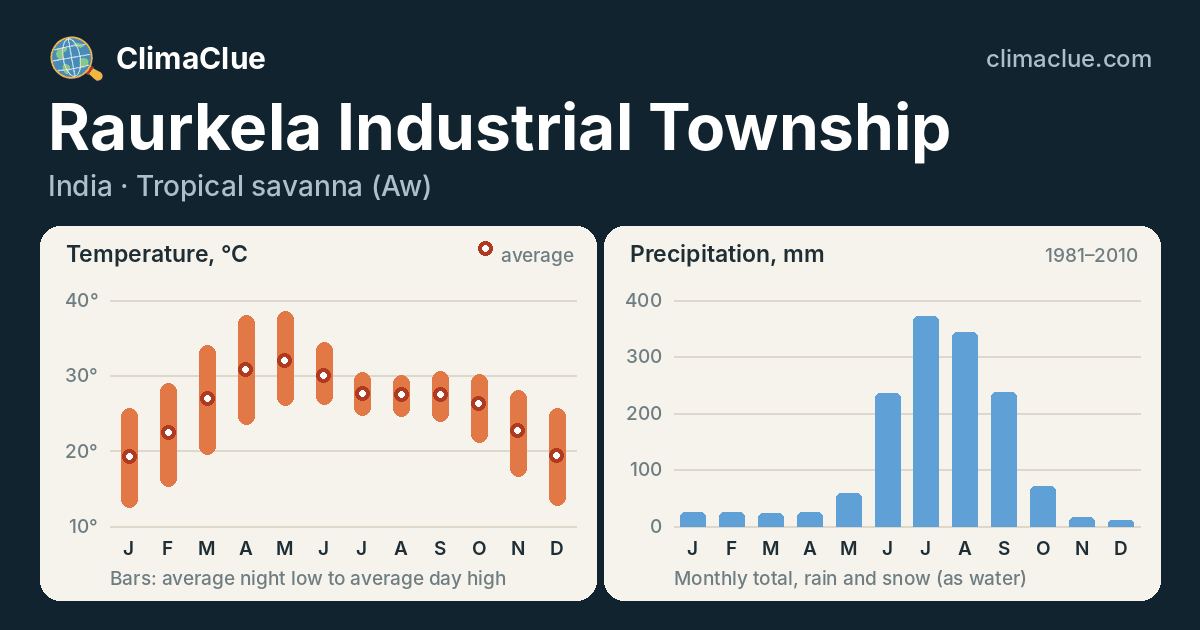 ClimaClue
climaclue.com
Raurkela Industrial Township
India · Tropical savanna (Aw)
Temperature, °C
average
40°
30°
20°
10°
J F M A M J J A S O N D
Bars: average night low to average day high
Precipitation, mm
1981–2010
400
300
200
100
0
J F M A M J J A S O N D
Monthly total, rain and snow (as water)